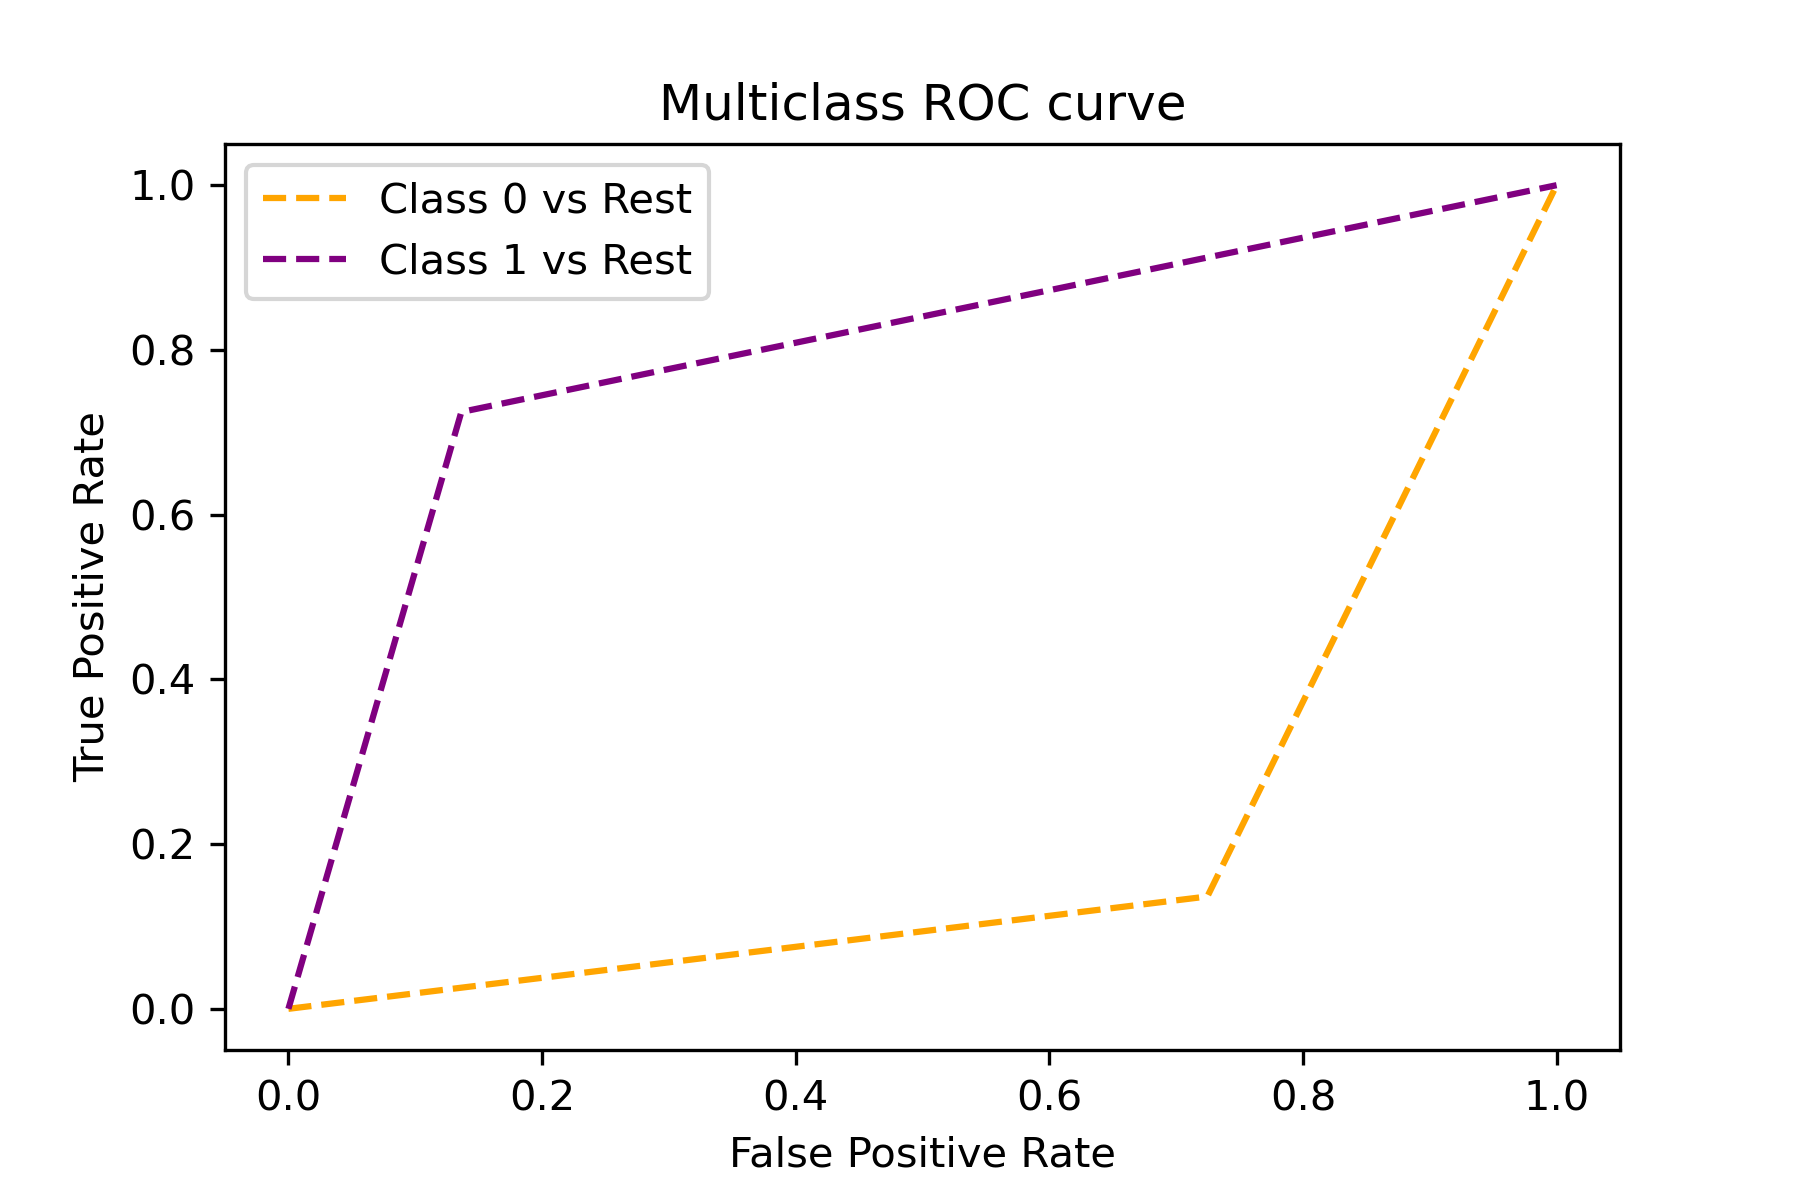 Multiclass ROC curve
Class 0 vs Rest
Class 1 vs Rest
True Positive Rate
1.0
0.8
0.6
0.4
0.2
0.0
0.0 0.2 0.4 0.6 0.8 1.0
False Positive Rate